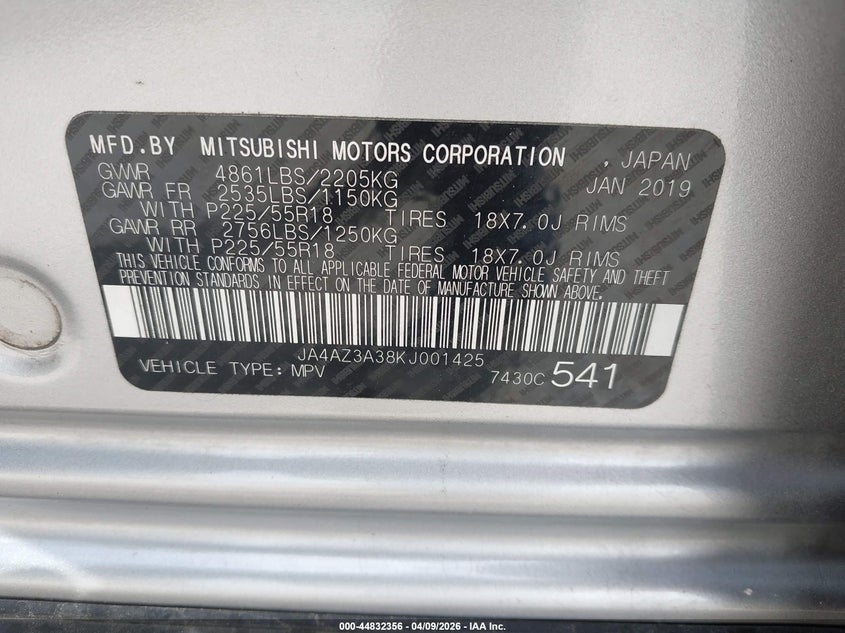 MFD.BY MITSUBISHI MOTORS CORPORATION , JAPAN
GVWR 4861LBS/2205KG JAN 2019
GAWR FR 2535LBS/1150KG
WITH P225/55R18 TIRES 18X7.0J RIMS
GAWR RR 2756LBS/1250KG
WITH P225/55R18 TIRES 18X7.0J RIMS
THIS VEHICLE CONFORMS TO ALL APPLICABLE FEDERAL MOTOR VEHICLE SAFETY AND THEFT
PREVENTION STANDARDS IN EFFECT ON THE DATE OF MANUFACTURE SHOWN ABOVE.
JA4AZ3A38KJ001425
VEHICLE TYPE: MPV 7430C 541
000-44832356 - 04/09/2026 - IAA Inc.